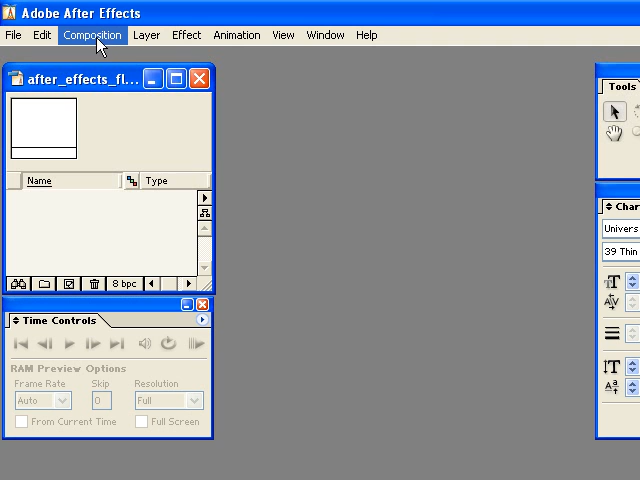 Adobe After Effects
File Edit Composition Layer Effect Animation View Window Help
after_effects_fl...
Name Type
8 bpc
Time Controls
RAM Preview Options
Frame Rate Skip Resolution
Auto 0 Full
From Current Time Full Screen
Tools
Char
Univers
39 Thin